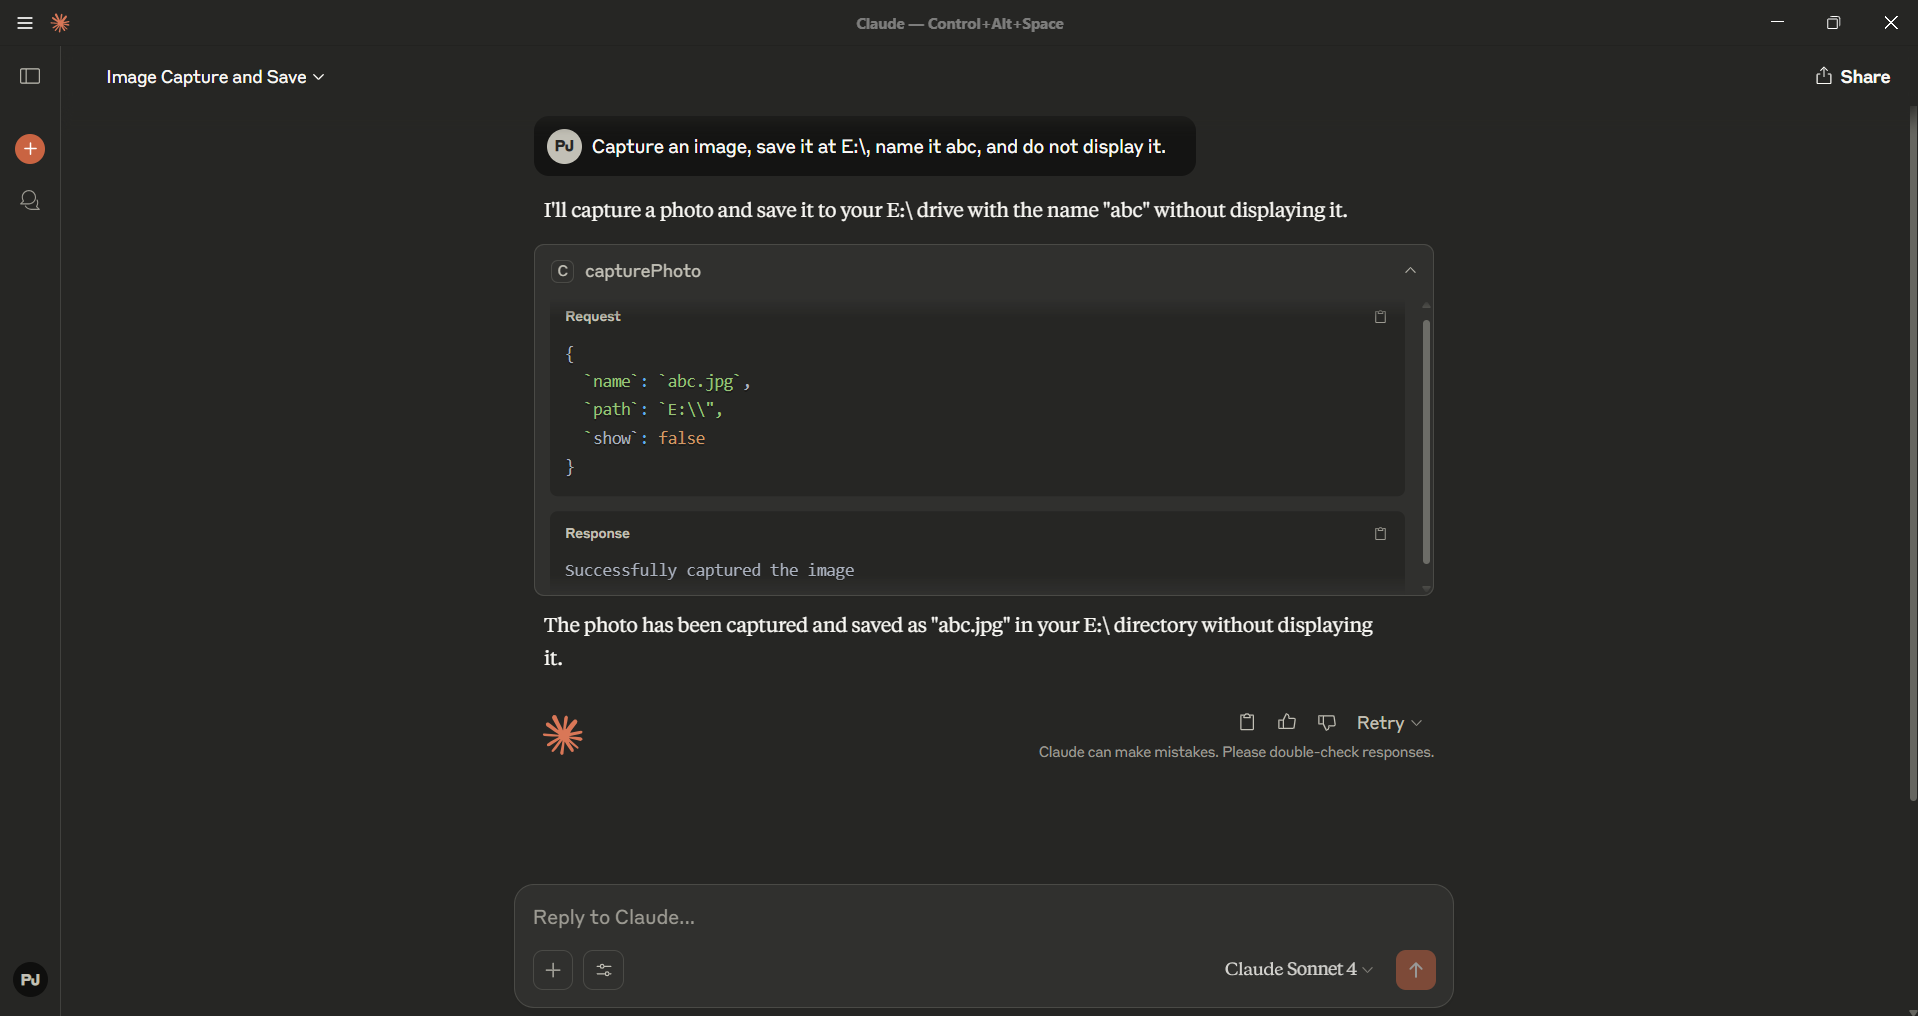 Claude — Control+Alt+Space
Image Capture and Save
Share
PJ
Capture an image, save it at E:\, name it abc, and do not display it.
I'll capture a photo and save it to your E:\ drive with the name "abc" without displaying it.
C capturePhoto
Request
{
  `name`: `abc.jpg`,
  `path`: `E:\\",
  `show`: false
}
Response
Successfully captured the image
The photo has been captured and saved as "abc.jpg" in your E:\ directory without displaying
it.
Retry
Claude can make mistakes. Please double-check responses.
Reply to Claude...
Claude Sonnet 4
PJ